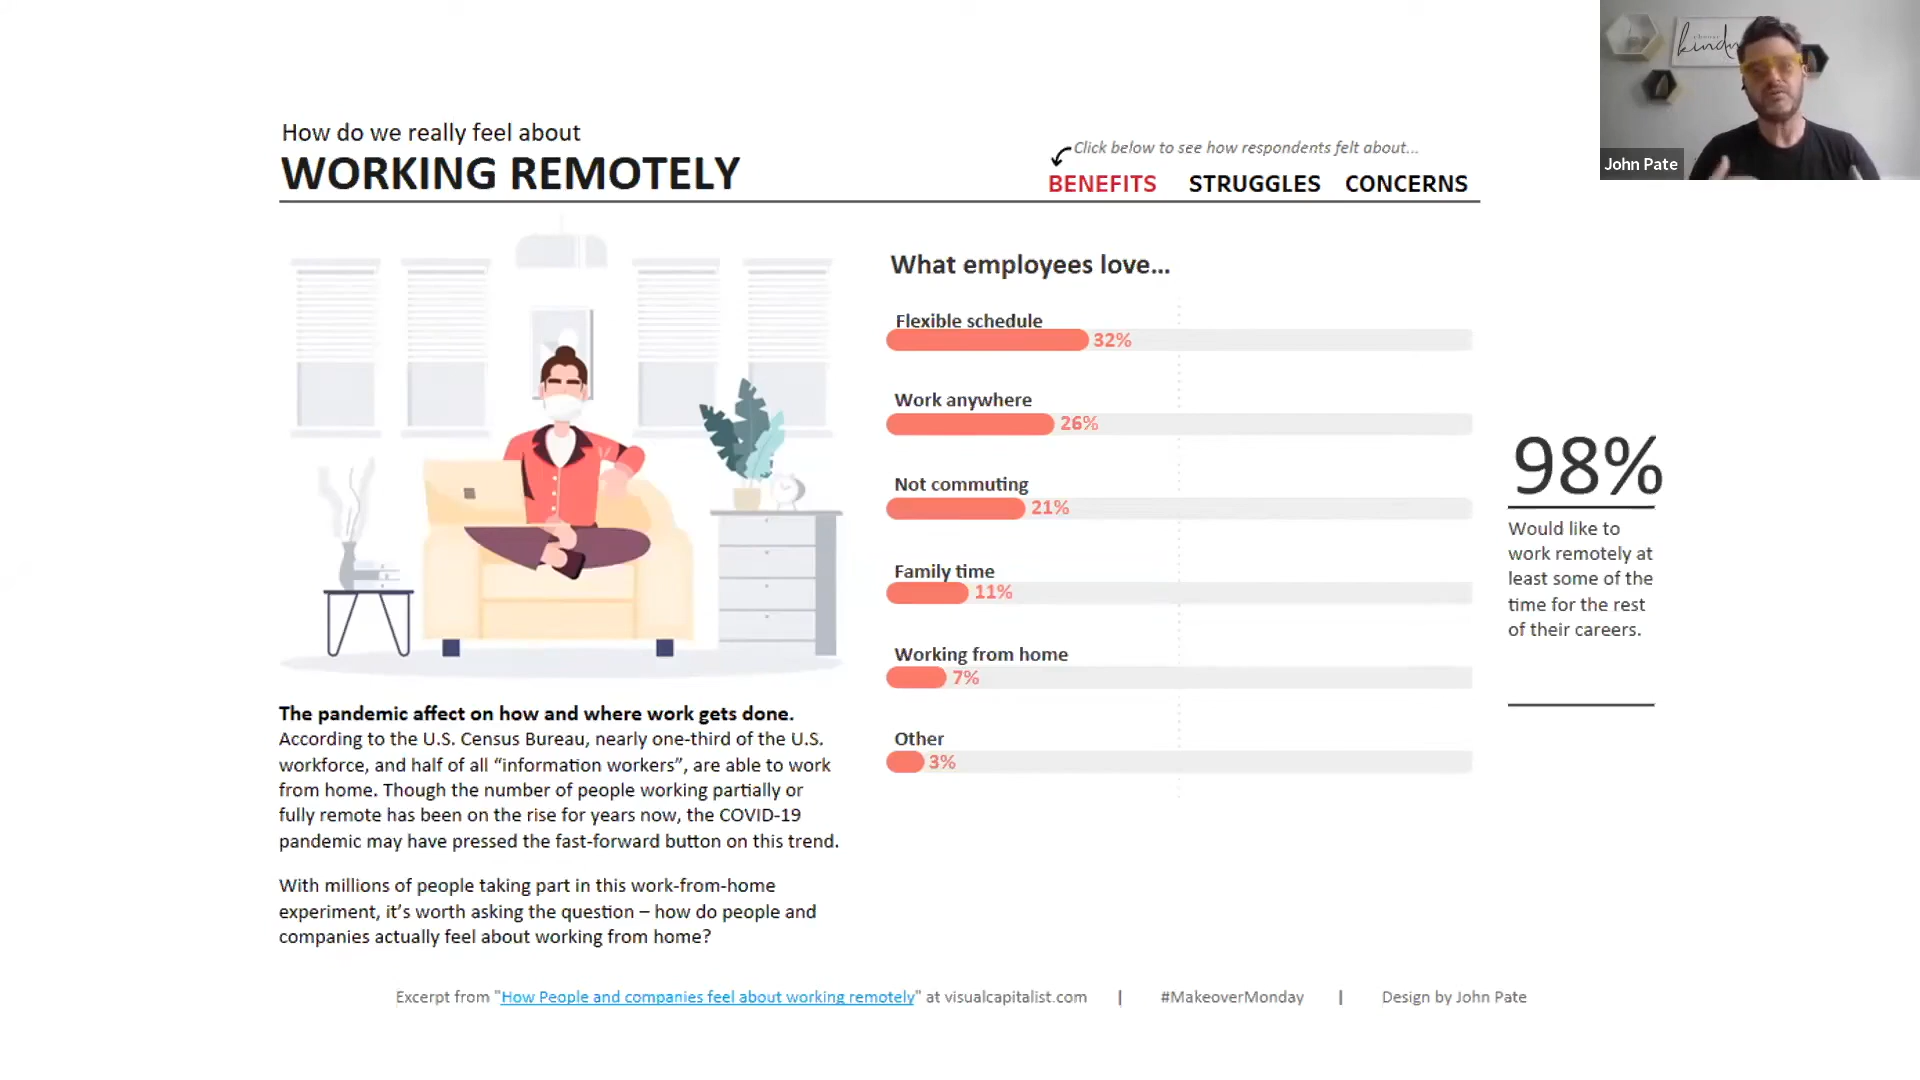 How do we really feel about
WORKING REMOTELY
Click below to see how respondents felt about...
BENEFITS STRUGGLES CONCERNS
John Pate
What employees love...
Flexible schedule
32%
Work anywhere
26%
Not commuting
21%
Family time
11%
Working from home
7%
Other
3%
98%
Would like to
work remotely at
least some of the
time for the rest
of their careers.
The pandemic affect on how and where work gets done.
According to the U.S. Census Bureau, nearly one-third of the U.S.
workforce, and half of all “information workers”, are able to work
from home. Though the number of people working partially or
fully remote has been on the rise for years now, the COVID-19
pandemic may have pressed the fast-forward button on this trend.
With millions of people taking part in this work-from-home
experiment, it’s worth asking the question – how do people and
companies actually feel about working from home?
Excerpt from "How People and companies feel about working remotely" at visualcapitalist.com | #MakeoverMonday | Design by John Pate